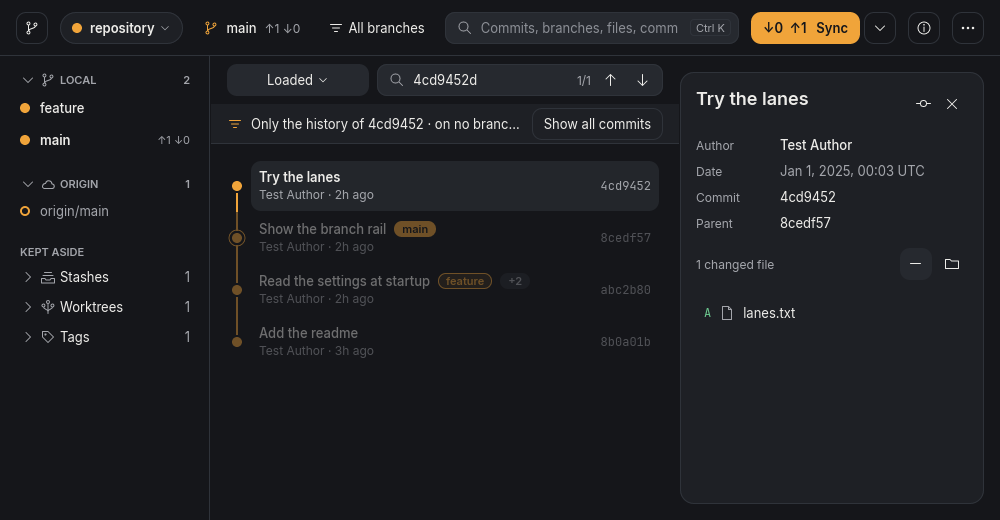 repository
main ↑1 ↓0
All branches
Commits, branches, files, comm
Ctrl K
↓0 ↑1 Sync
LOCAL 2
feature
main ↑1 ↓0
ORIGIN 1
origin/main
KEPT ASIDE
Stashes 1
Worktrees 1
Tags 1
Loaded
4cd9452d 1/1
Only the history of 4cd9452 · on no branc...
Show all commits
Try the lanes
Test Author · 2h ago
4cd9452
Show the branch rail main
Test Author · 2h ago
8cedf57
Read the settings at startup feature +2
Test Author · 2h ago
abc2b80
Add the readme
Test Author · 3h ago
8b0a01b
Try the lanes
Author Test Author
Date Jan 1, 2025, 00:03 UTC
Commit 4cd9452
Parent 8cedf57
1 changed file
A lanes.txt